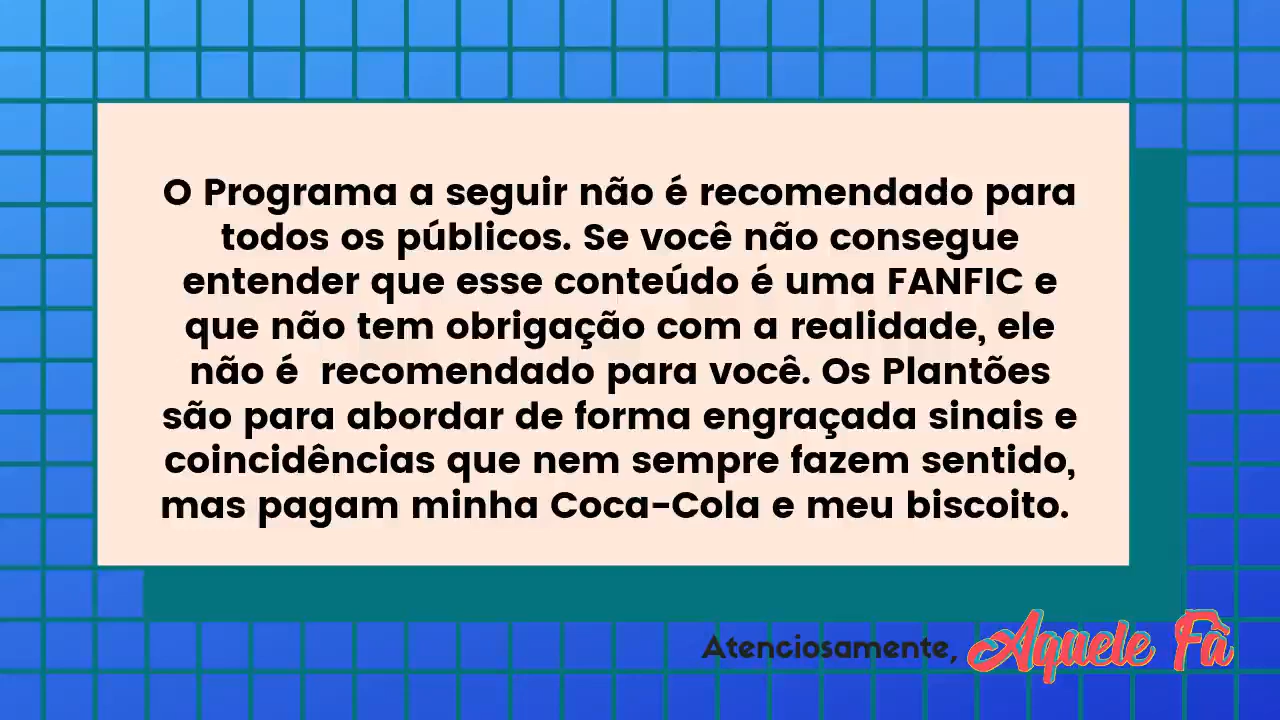 O Programa a seguir não é recomendado para
todos os públicos. Se você não consegue
entender que esse conteúdo é uma FANFIC e
que não tem obrigação com a realidade, ele
não é  recomendado para você. Os Plantões
são para abordar de forma engraçada sinais e
coincidências que nem sempre fazem sentido,
mas pagam minha Coca-Cola e meu biscoito.
Atenciosamente, Aquele Fã